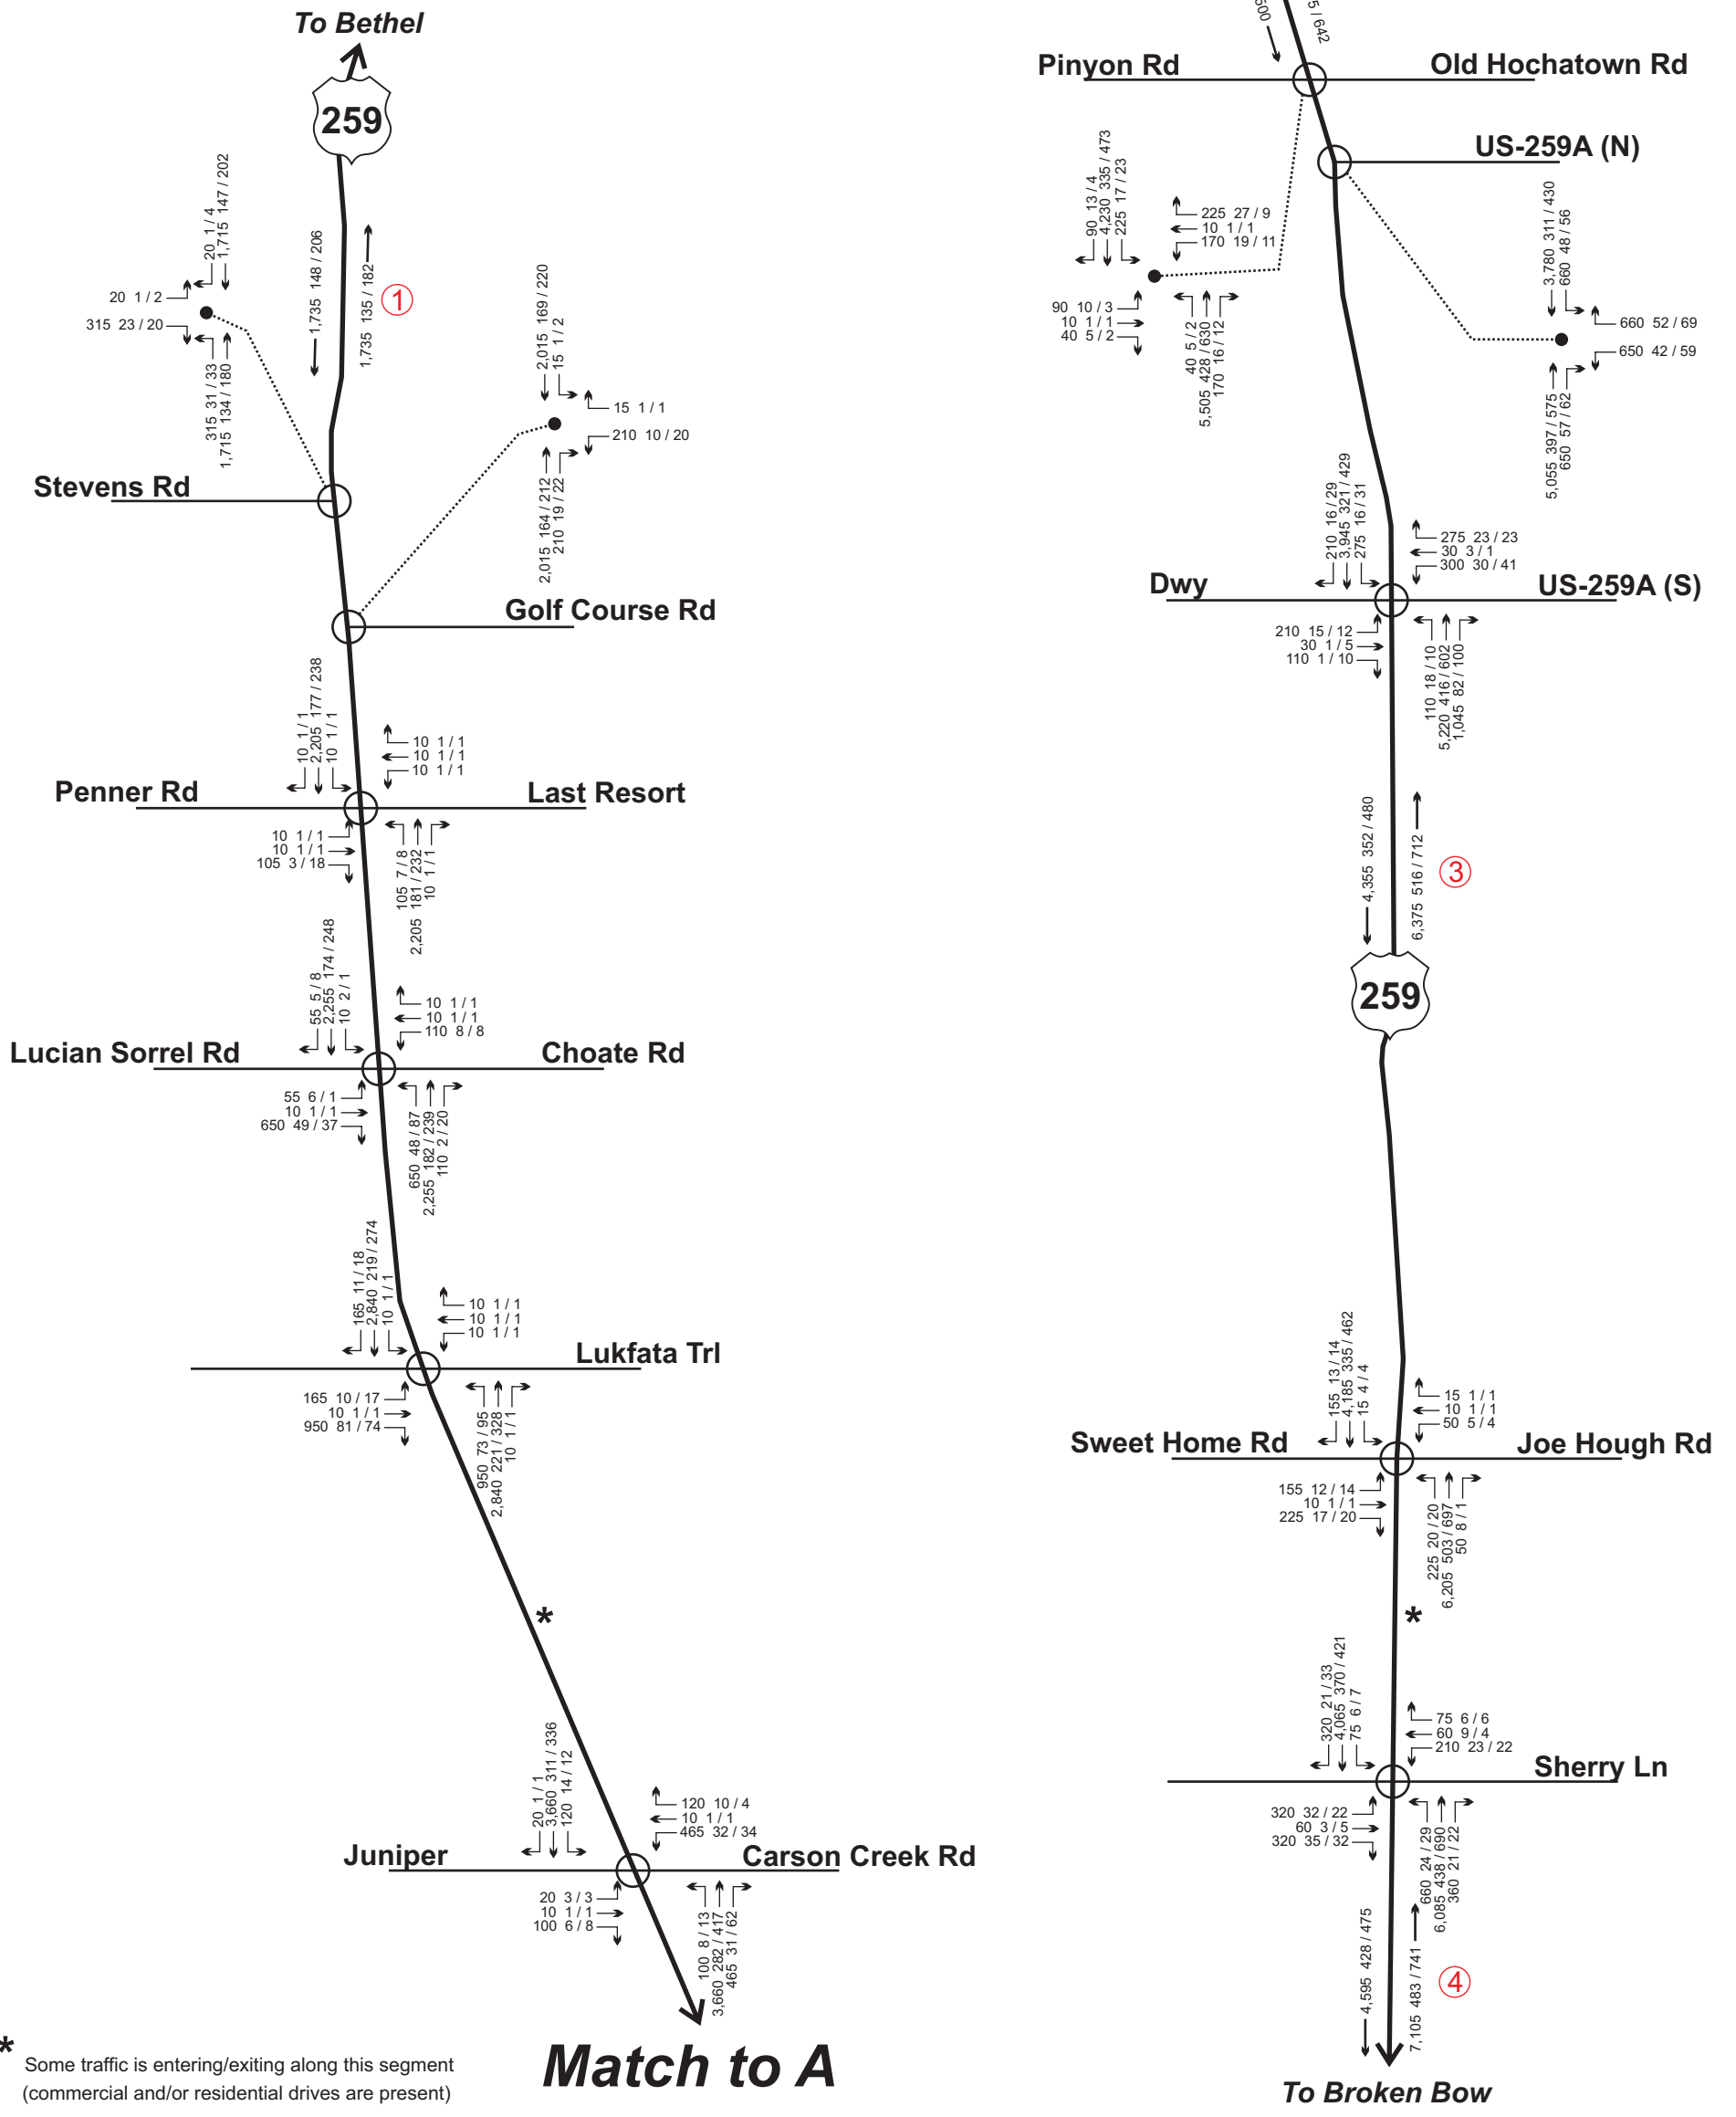 To Bethel
259
20 1 / 4
1,715 147 / 202
20 1 / 2
315 23 / 20
315 31 / 33
1,715 134 / 180
1,735 148 / 206
1,735 135 / 182
1
2,015 169 / 220
15 1 / 2
15 1 / 1
210 10 / 20
2,015 164 / 212
210 19 / 22
Stevens Rd
Golf Course Rd
10 1 / 1
2,205 177 / 238
10 1 / 1
10 1 / 1
10 1 / 1
10 1 / 1
Penner Rd
Last Resort
10 1 / 1
10 1 / 1
105 3 / 18
105 7 / 8
2,205 181 / 232
10 1 / 1
55 5 / 8
2,255 174 / 248
10 2 / 1
10 1 / 1
10 1 / 1
110 8 / 8
Lucian Sorrel Rd
Choate Rd
55 6 / 1
10 1 / 1
650 49 / 37
650 48 / 87
2,255 182 / 239
110 2 / 20
165 11 / 18
2,840 219 / 274
10 1 / 1
10 1 / 1
10 1 / 1
10 1 / 1
Lukfata Trl
165 10 / 17
10 1 / 1
950 81 / 74
950 73 / 95
2,840 221 / 328
10 1 / 1
*
20 1 / 1
3,660 311 / 336
120 14 / 12
120 10 / 4
10 1 / 1
465 32 / 34
Juniper
Carson Creek Rd
20 3 / 3
10 1 / 1
100 6 / 8
100 8 / 13
3,660 282 / 417
465 31 / 62
Match to A
* Some traffic is entering/exiting along this segment
(commercial and/or residential drives are present)
5 / 642
Pinyon Rd
Old Hochatown Rd
US-259A (N)
90 13 / 4
4,230 335 / 473
225 17 / 23
225 27 / 9
10 1 / 1
170 19 / 11
90 10 / 3
10 1 / 1
40 5 / 2
40 5 / 2
5,505 428 / 630
170 16 / 12
3,780 311 / 430
660 48 / 56
660 52 / 69
650 42 / 59
5,055 397 / 575
650 57 / 62
210 16 / 29
3,945 321 / 429
275 16 / 31
275 23 / 23
30 3 / 1
300 30 / 41
Dwy
US-259A (S)
210 15 / 12
30 1 / 5
110 1 / 10
110 18 / 10
5,220 416 / 602
1,045 82 / 100
4,355 352 / 480
6,375 516 / 712
3
259
155 13 / 14
4,185 335 / 462
15 4 / 4
15 1 / 1
10 1 / 1
50 5 / 4
Sweet Home Rd
Joe Hough Rd
155 12 / 14
10 1 / 1
225 17 / 20
225 20 / 20
6,205 503 / 697
50 8 / 1
*
320 21 / 33
4,065 370 / 421
75 6 / 7
75 6 / 6
60 9 / 4
210 23 / 22
Sherry Ln
320 32 / 22
60 3 / 5
320 35 / 32
660 24 / 29
6,085 438 / 690
360 21 / 22
4,595 428 / 475
7,105 483 / 741
4
To Broken Bow